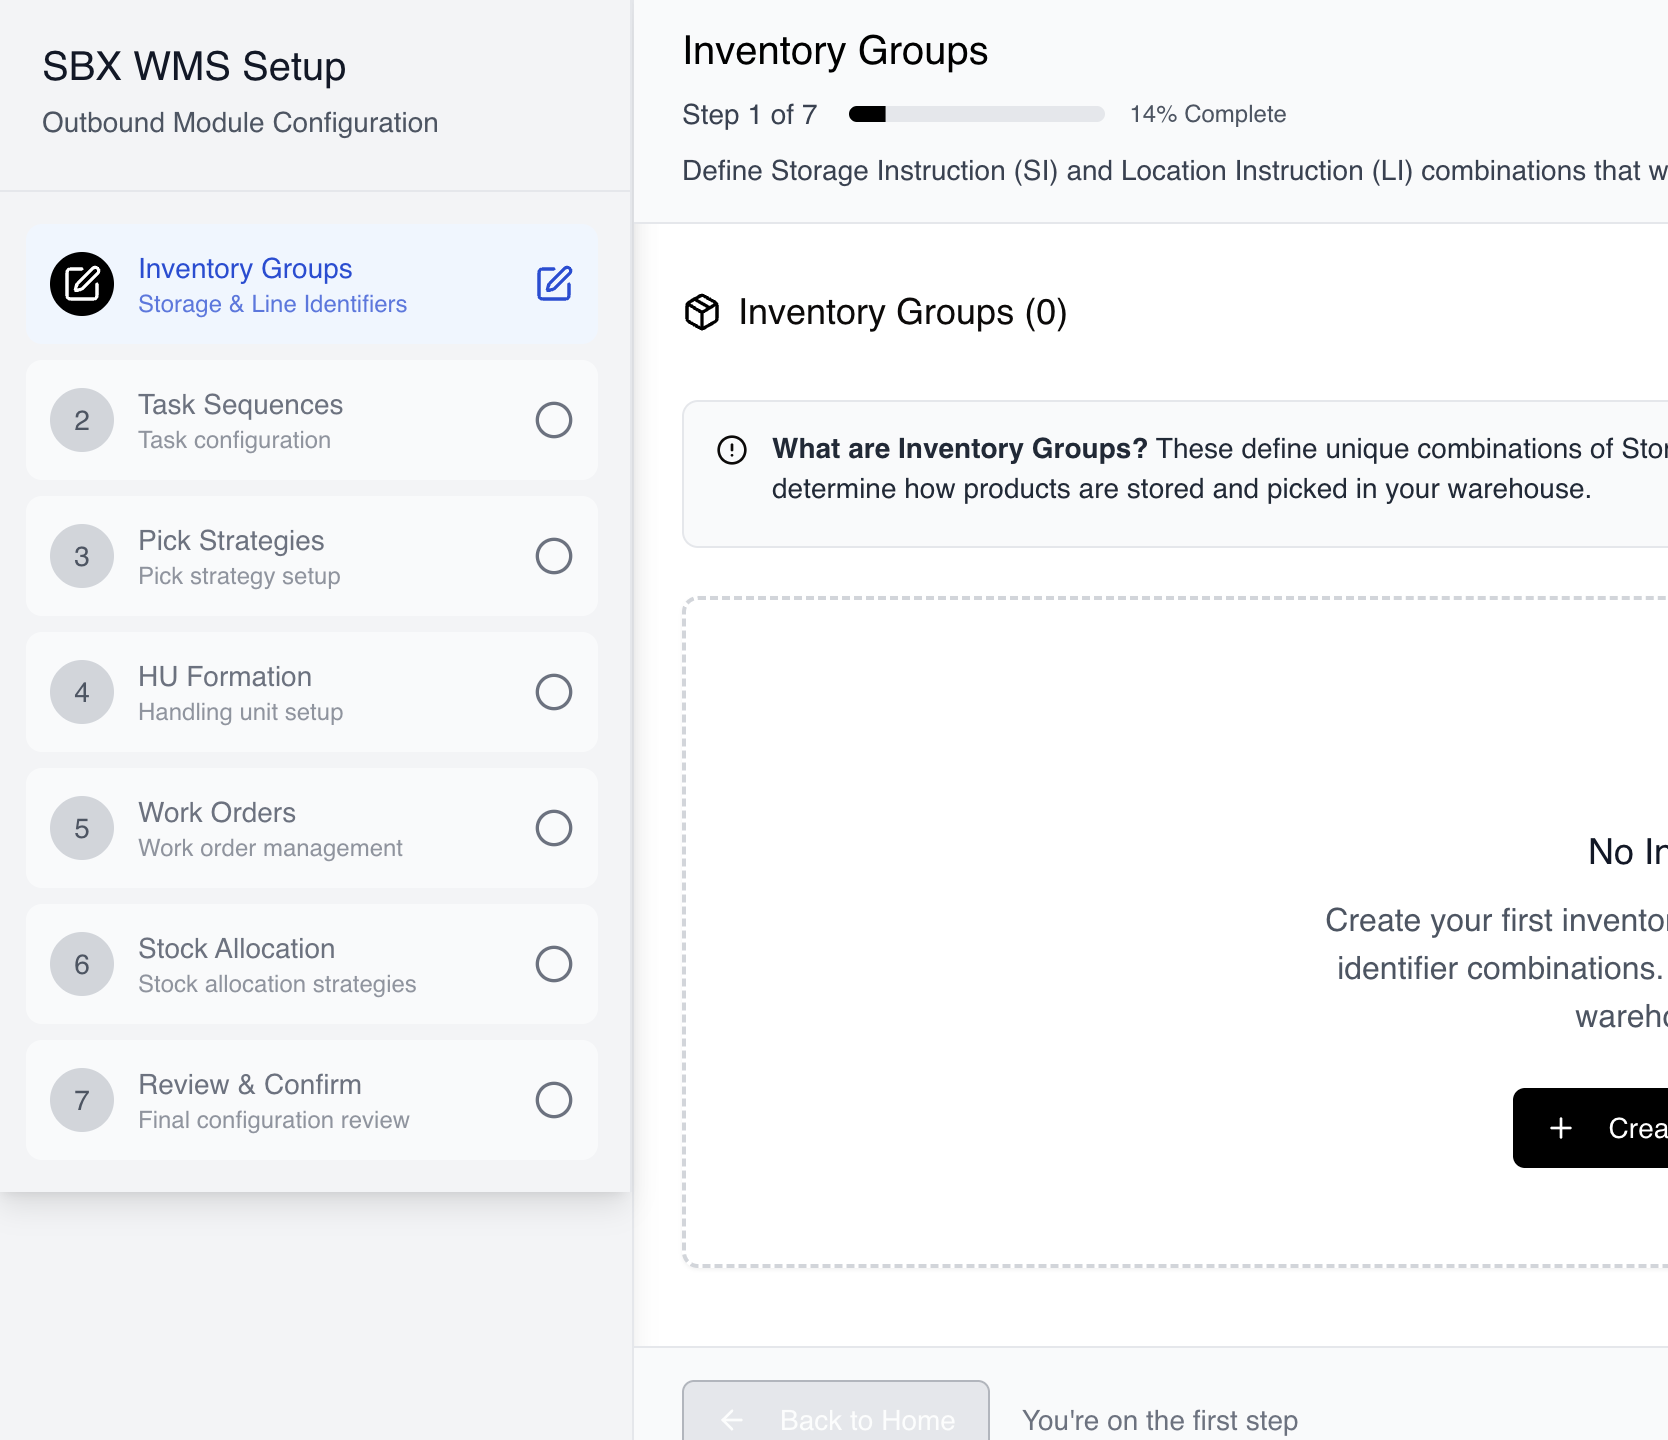 SBX WMS Setup
Outbound Module Configuration
Inventory Groups
Storage & Line Identifiers
2
Task Sequences
Task configuration
3
Pick Strategies
Pick strategy setup
4
HU Formation
Handling unit setup
5
Work Orders
Work order management
6
Stock Allocation
Stock allocation strategies
7
Review & Confirm
Final configuration review
Inventory Groups
Step 1 of 7
14% Complete
Define Storage Instruction (SI) and Location Instruction (LI) combinations that
Inventory Groups (0)
What are Inventory Groups? These define unique combinations of
determine how products are stored and picked in your warehouse.
No
Create your first
identifier combinations.
Back to Home
You're on the first step